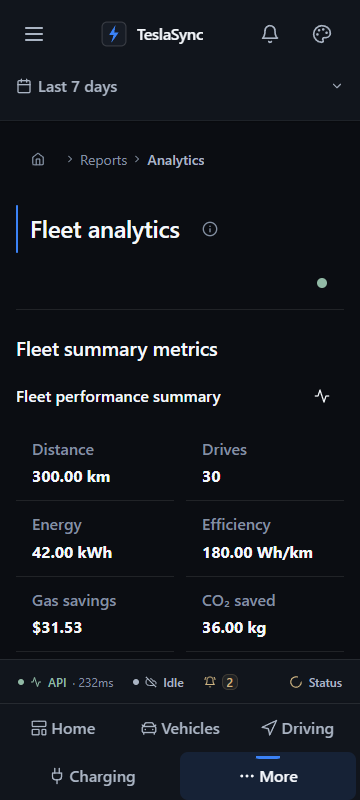 TeslaSync
Last 7 days
Reports Analytics
Fleet analytics
Fleet summary metrics
Fleet performance summary
Distance Drives
300.00 km 30
Energy Efficiency
42.00 kWh 180.00 Wh/km
Gas savings CO₂ saved
$31.53 36.00 kg
API · 232ms Idle 2 Status
Home Vehicles Driving
Charging More